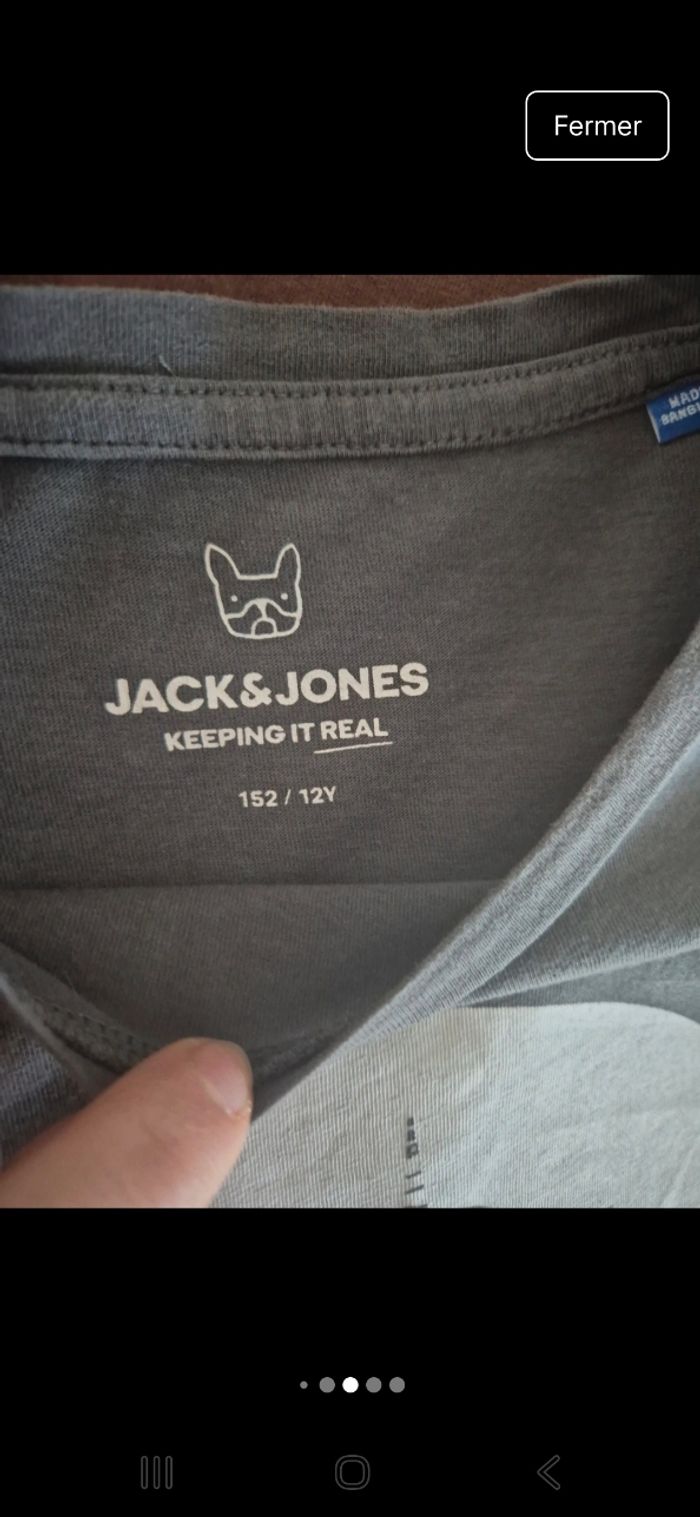 Fermer
JACK&JONES
KEEPING IT REAL
152 / 12Y